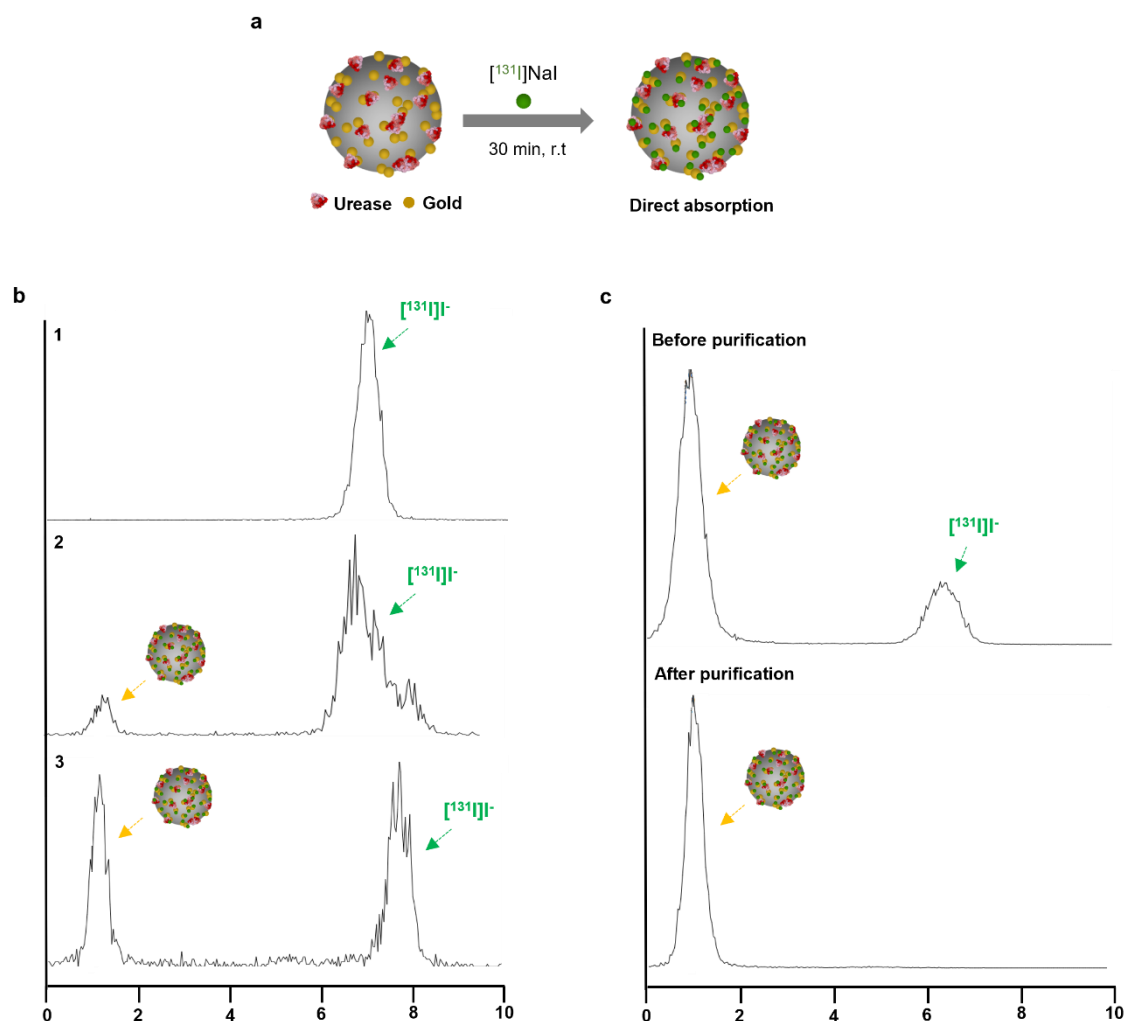 a
[¹³¹I]NaI
30 min, r.t
Urease
Gold
Direct absorption
b
1
[¹³¹I]I-
2
[¹³¹I]I-
3
[¹³¹I]I-
0 2 4 6 8 10
c
Before purification
[¹³¹I]I-
After purification
0 2 4 6 8 10